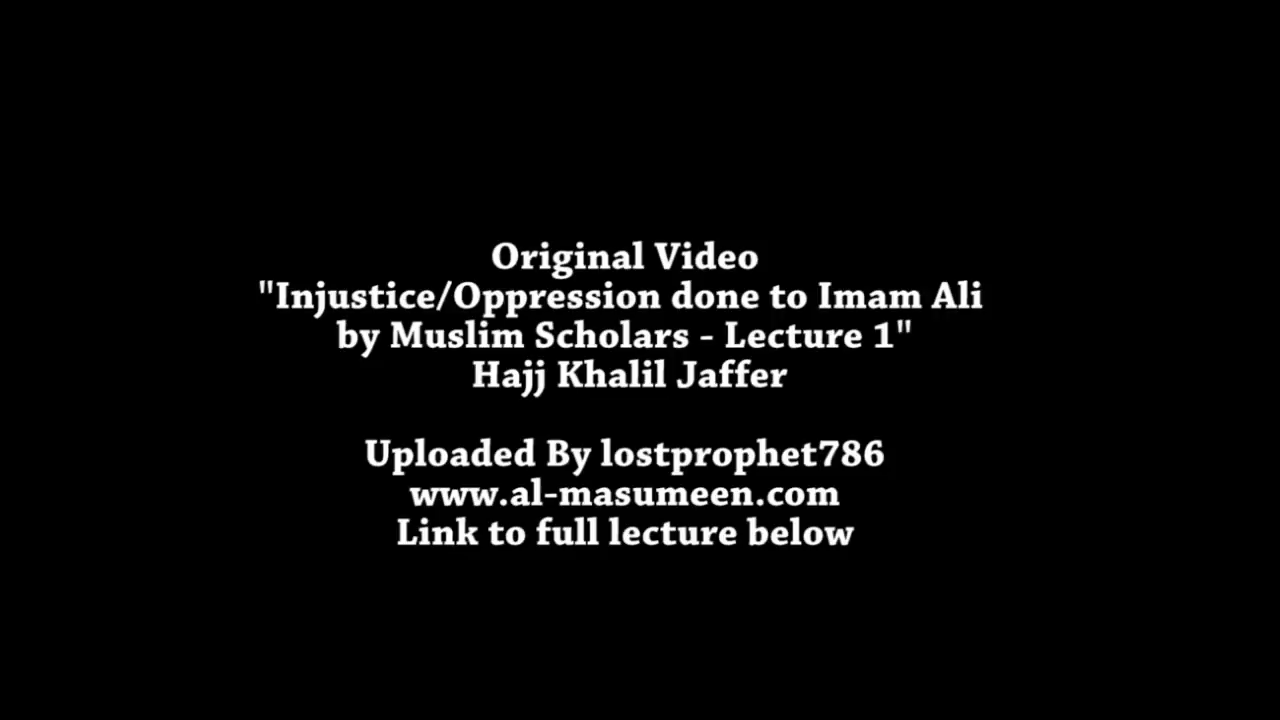 Original Video
"Injustice/Oppression done to Imam Ali
by Muslim Scholars - Lecture 1"
Hajj Khalil Jaffer
Uploaded By lostprophet786
www.al-masumeen.com
Link to full lecture below